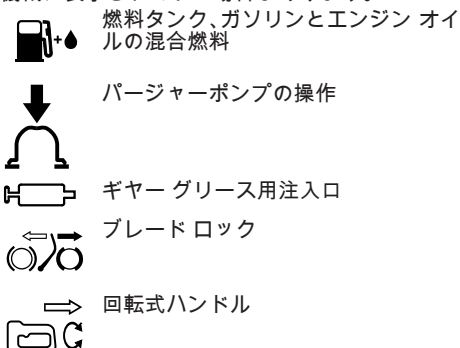 燃料タンク、ガソリンとエンジン オイ
ルの混合燃料
パージャーポンプの操作
ギヤー グリース用注入口
ブレード ロック
回転式ハンドル